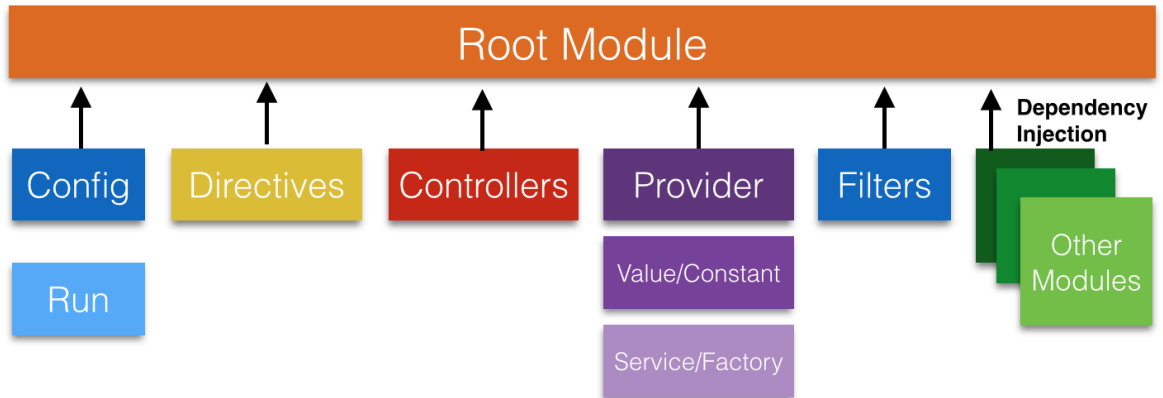 Root Module
Dependency
Injection
Config
Directives
Controllers
Provider
Filters
Other
Modules
Run
Value/Constant
Service/Factory